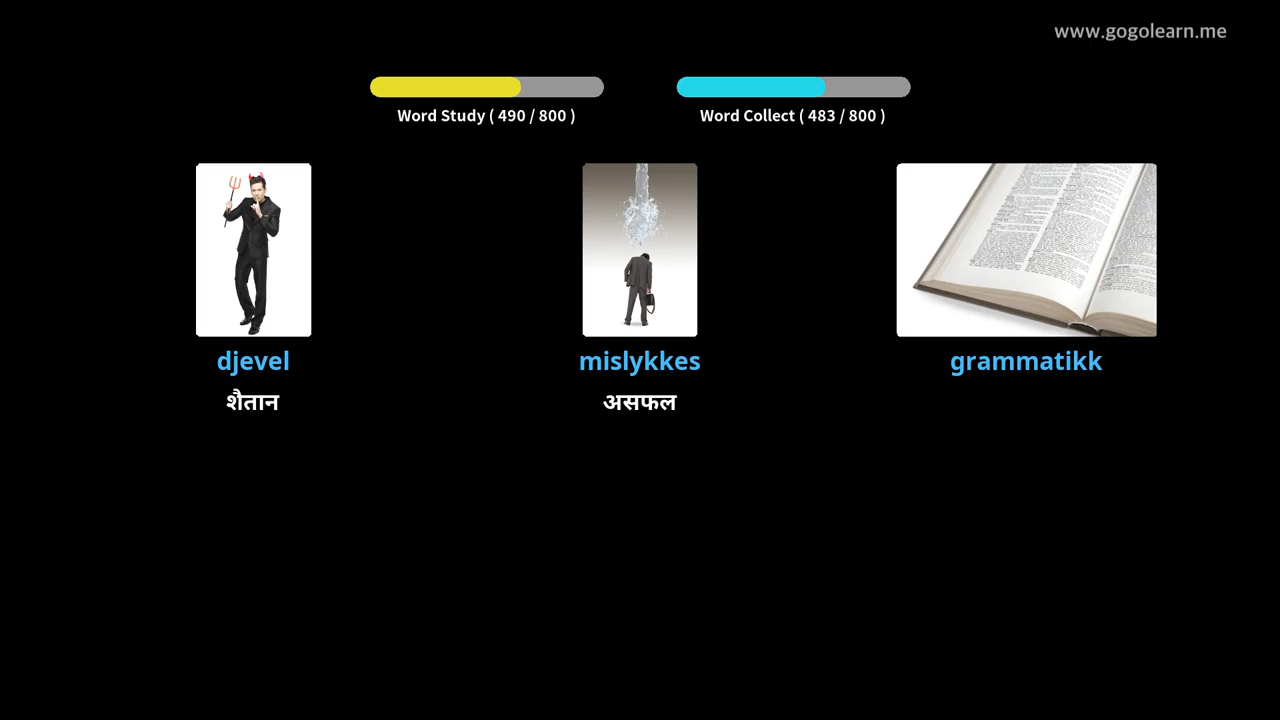 www.gogolearn.me
Word Study ( 490 / 800 )
Word Collect ( 483 / 800 )
djevel
mislykkes
grammatikk
शैतान
असफल